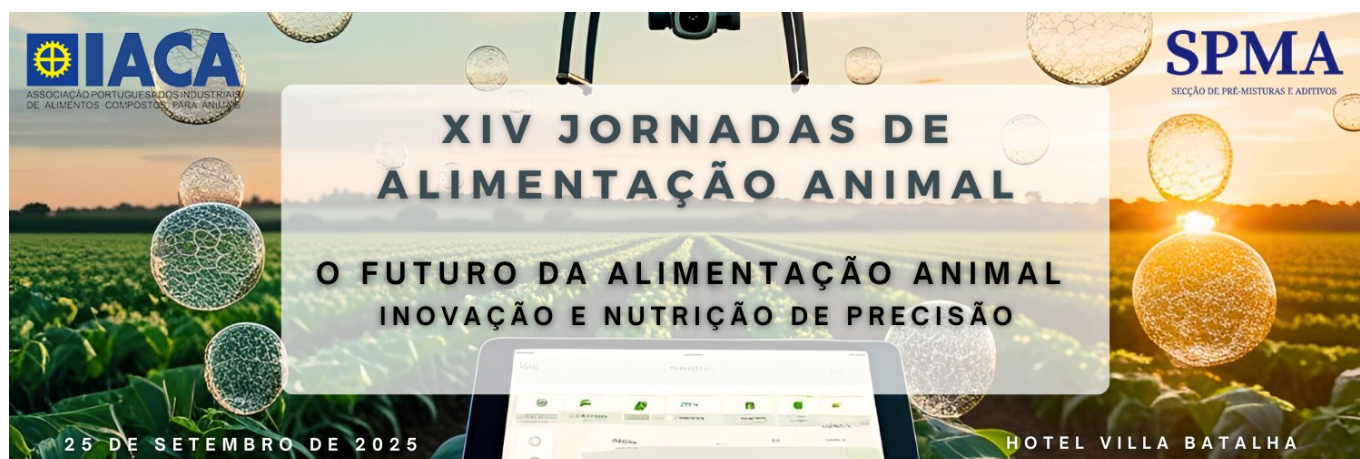 IACA
ASSOCIAÇÃO PORTUGUESA DOS INDUSTRIAIS
DE ALIMENTOS COMPOSTOS PARA ANIMAIS
SPMA
SECÇÃO DE PRÉ-MISTURAS E ADITIVOS
XIV JORNADAS DE
ALIMENTAÇÃO ANIMAL
O FUTURO DA ALIMENTAÇÃO ANIMAL
INOVAÇÃO E NUTRIÇÃO DE PRECISÃO
25 DE SETEMBRO DE 2025
HOTEL VILLA BATALHA